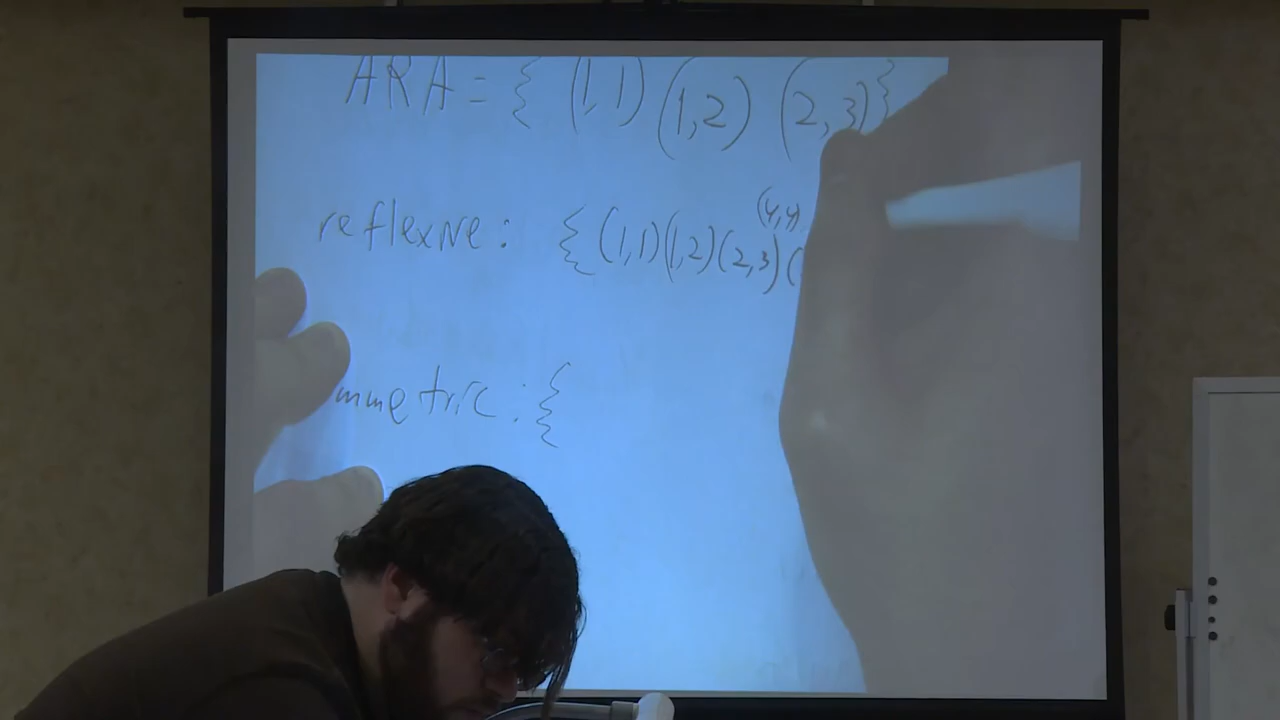 ARA = { (1,1) (1,2) (2,3) }
(4,4)
reflexive: { (1,1)(1,2)(2,3)(
mmetric: {